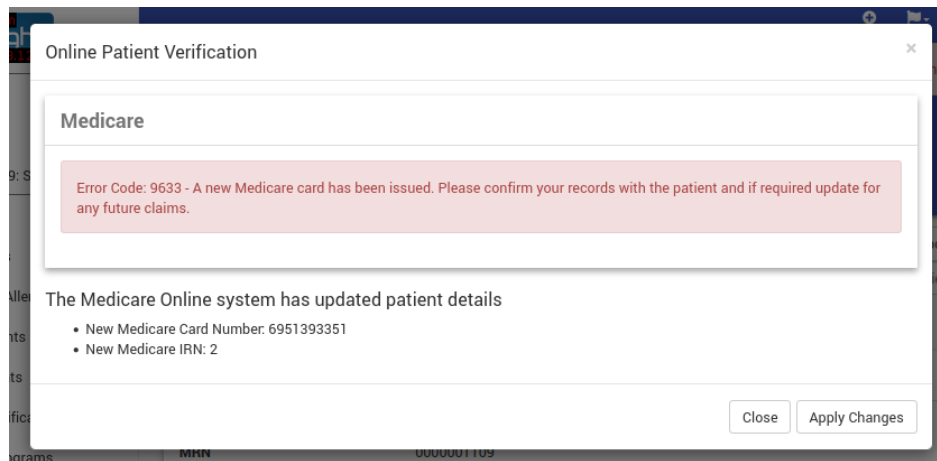 Online Patient Verification
×
Medicare
Error Code: 9633 - A new Medicare card has been issued. Please confirm your records with the patient and if required update for
any future claims.
The Medicare Online system has updated patient details
• New Medicare Card Number: 6951393351
• New Medicare IRN: 2
Close
Apply Changes
MRN
0000001109